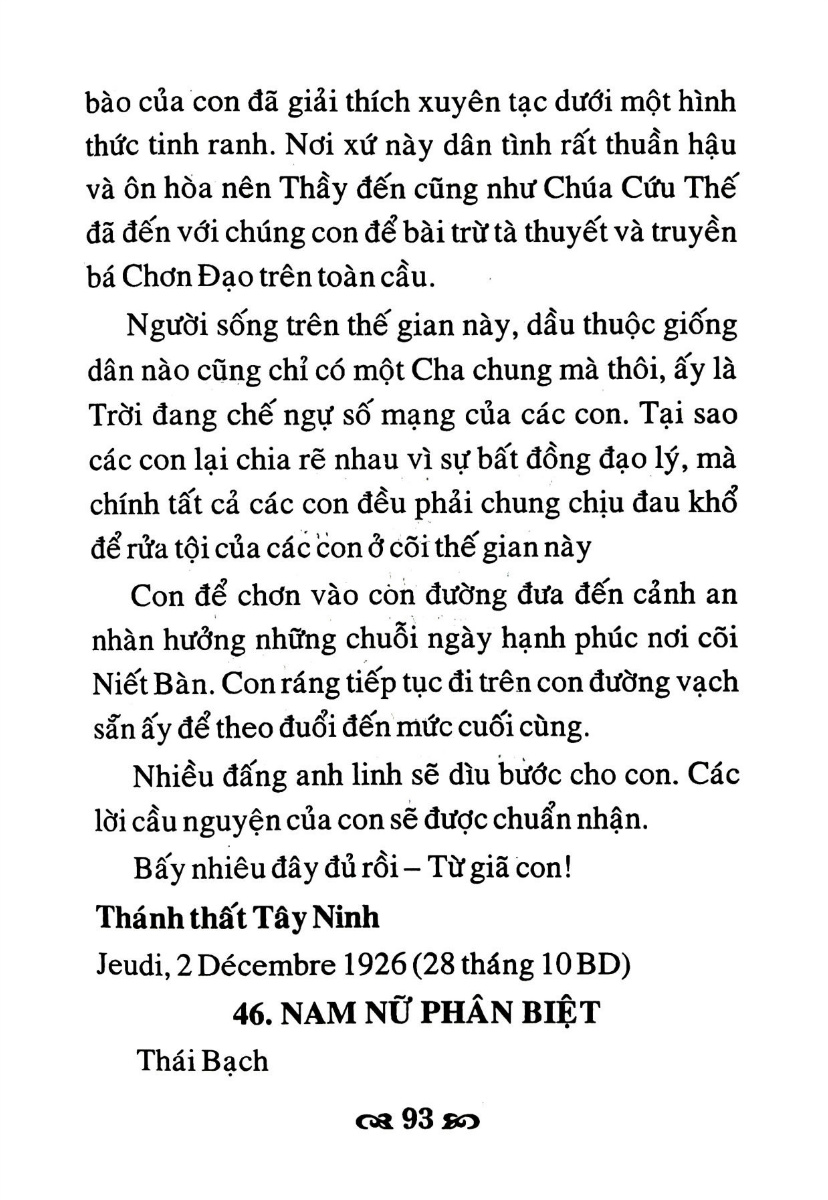 bào của con đã giải thích xuyên tạc dưới một hình
thức tinh ranh. Nơi xứ này dân tình rất thuần hậu
và ôn hòa nên Thầy đến cũng như Chúa Cứu Thế
đã đến với chúng con để bài trừ tà thuyết và truyền
bá Chơn Đạo trên toàn cầu.
Người sống trên thế gian này, dầu thuộc giống
dân nào cũng chỉ có một Cha chung mà thôi, ấy là
Trời đang chế ngự số mạng của các con. Tại sao
các con lại chia rẽ nhau vì sự bất đồng đạo lý, mà
chính tất cả các con đều phải chung chịu đau khổ
để rửa tội của các con ở cõi thế gian này
Con để chơn vào con đường đưa đến cảnh an
nhàn hưởng những chuỗi ngày hạnh phúc nơi cõi
Niết Bàn. Con ráng tiếp tục đi trên con đường vạch
sẵn ấy để theo đuổi đến mức cuối cùng.
Nhiều đấng anh linh sẽ dìu bước cho con. Các
lời cầu nguyện của con sẽ được chuẩn nhận.
Bấy nhiêu đây đủ rồi – Từ giã con!
Thánh thất Tây Ninh
Jeudi, 2 Décembre 1926 (28 tháng 10 BD)
46. NAM NỮ PHÂN BIỆT
Thái Bạch
93